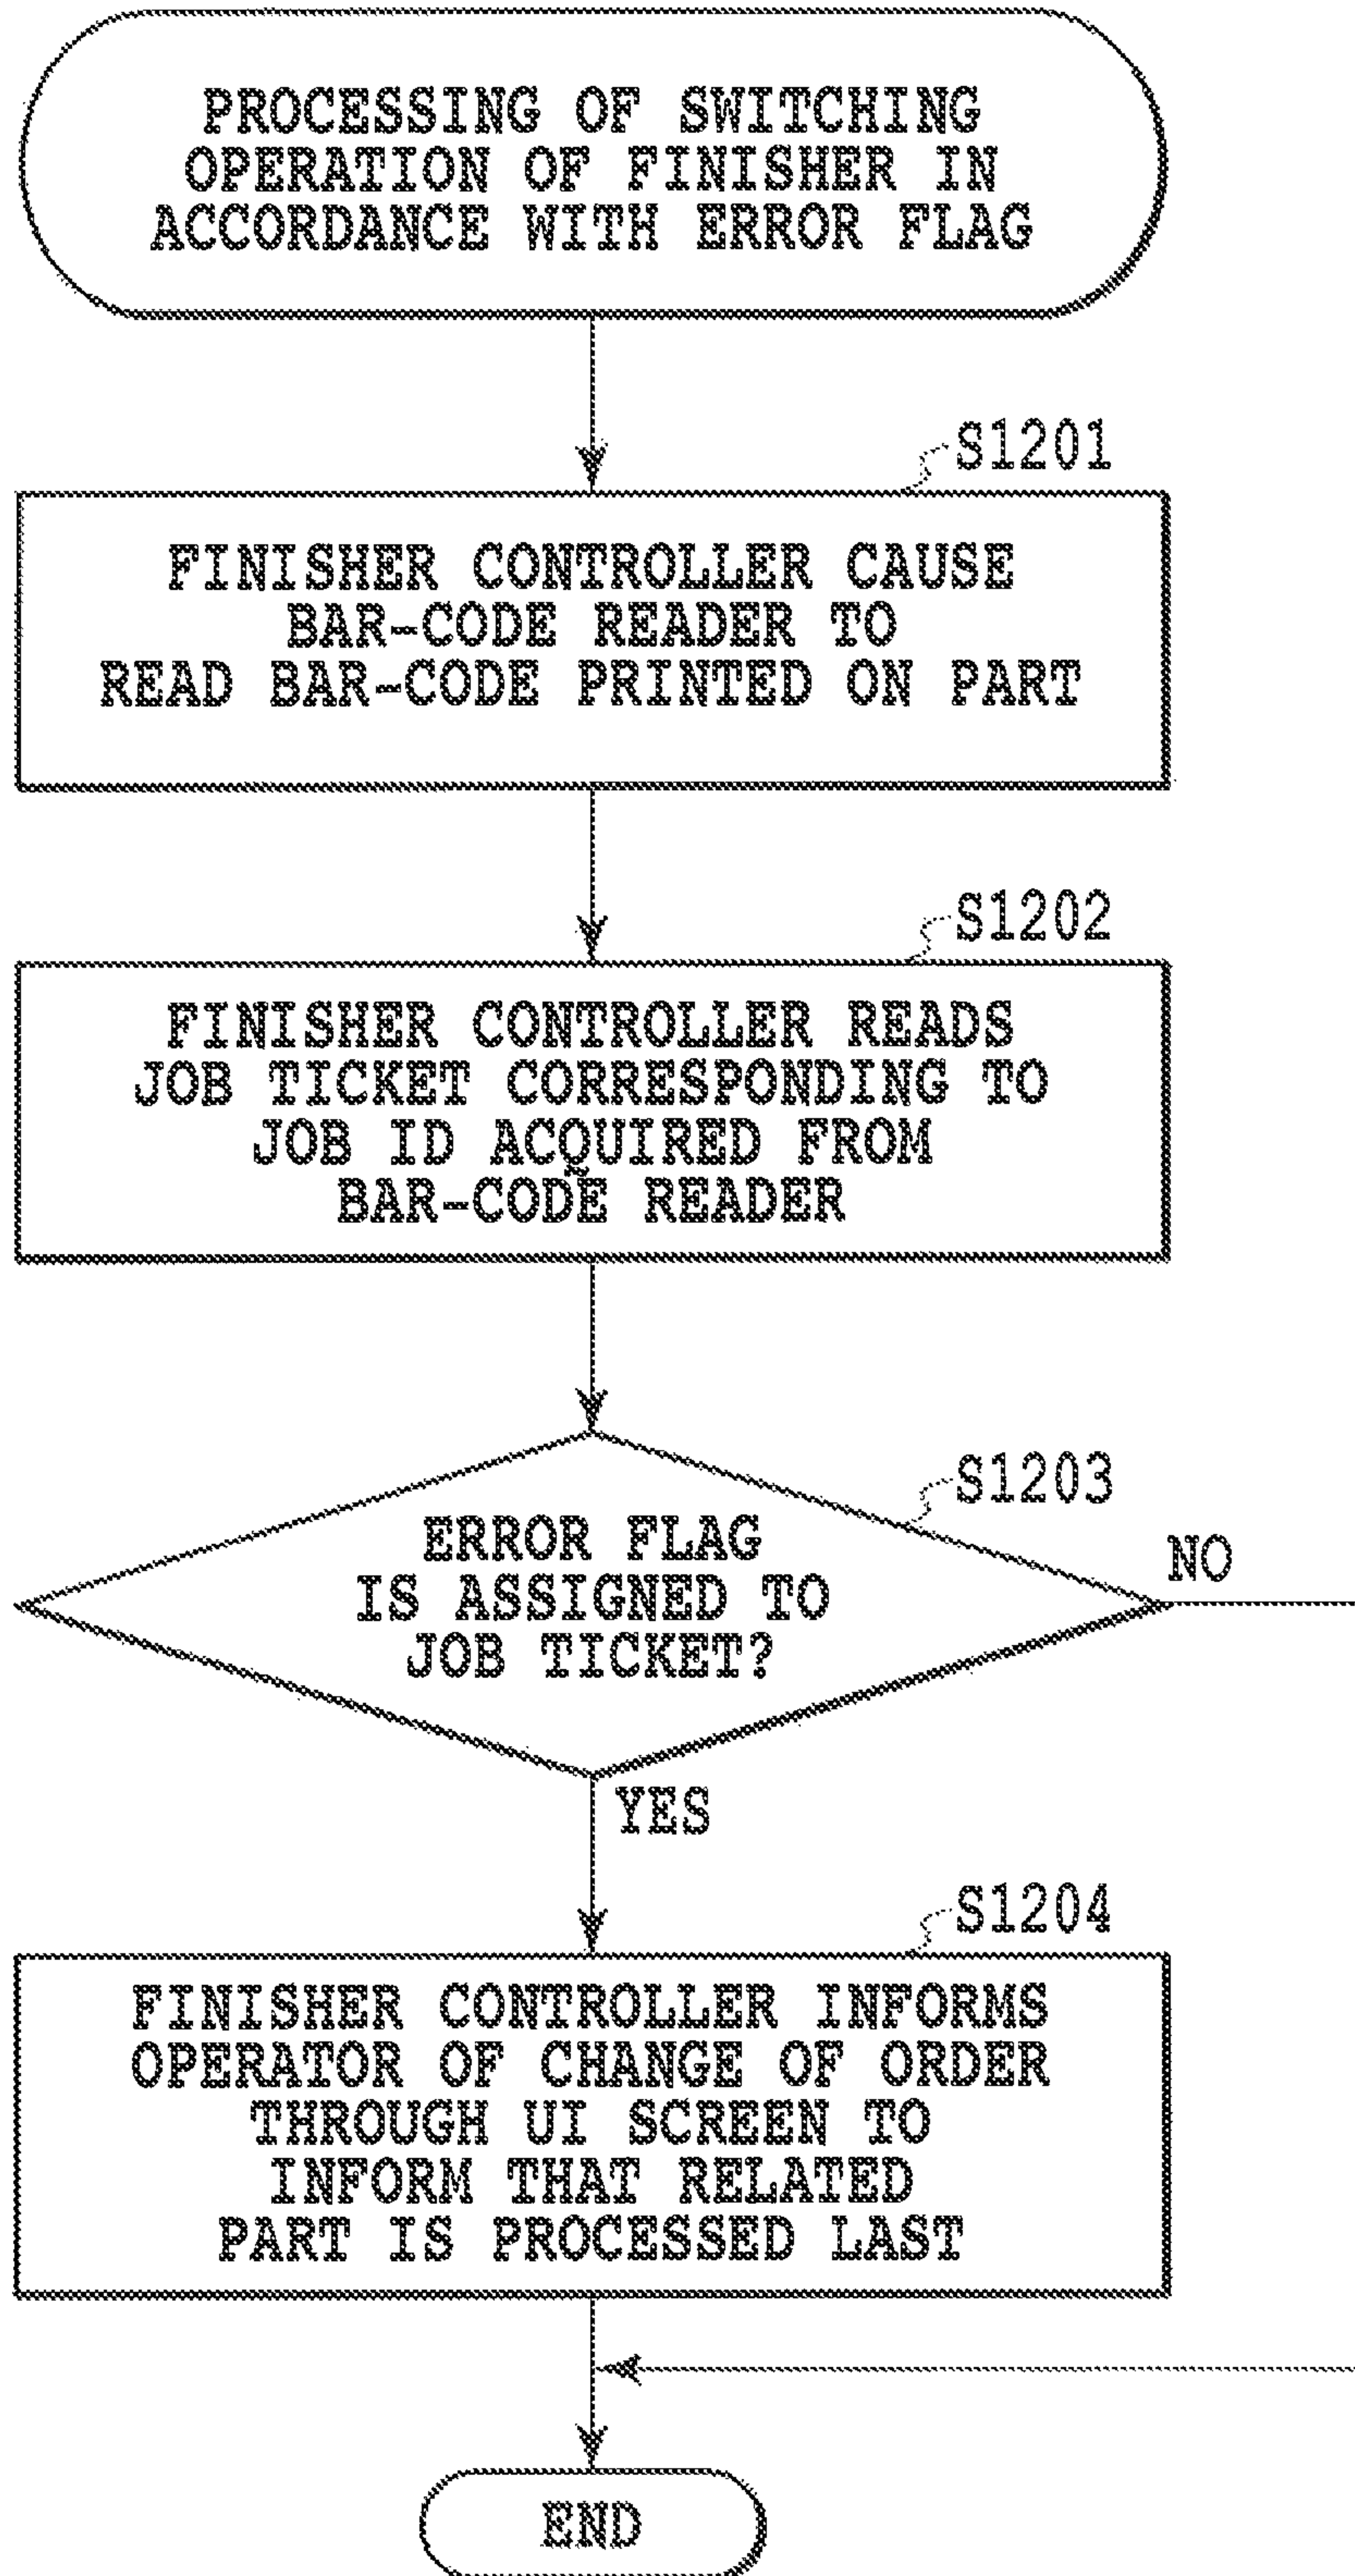 PROCESSING OF SWITCHING
OPERATION OF FINISHER IN
ACCORDANCE WITH ERROR FLAG
S1201
FINISHER CONTROLLER CAUSE
BAR-CODE READER TO
READ BAR-CODE PRINTED ON PART
S1202
FINISHER CONTROLLER READS
JOB TICKET CORRESPONDING TO
JOB ID ACQUIRED FROM
BAR-CODE READER
S1203
ERROR FLAG
IS ASSIGNED TO
JOB TICKET?
NO
YES
S1204
FINISHER CONTROLLER INFORMS
OPERATOR OF CHANGE OF ORDER
THROUGH UI SCREEN TO
INFORM THAT RELATED
PART IS PROCESSED LAST
END